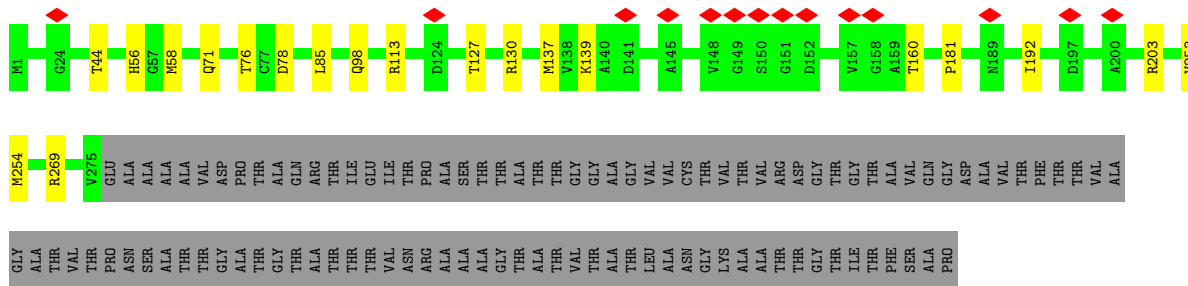 M1 G24 T44 H56 G57 M58 Q71 T76 C77 D78 L85 Q98 R113 D124 T127 R130 M137 V138 K139 A140 D141 A145 V148 G149 S150 G151 D152 V157 G158 A159 T160 P181 N189 I192 D197 A200 R203
M254 R269 V275 GLU ALA ALA ALA ALA VAL ASP PRO THR ALA GLN ARG THR ILE GLU ILE THR PRO ALA SER THR THR ALA THR THR GLY GLY ALA GLY VAL VAL CYS THR VAL THR VAL ARG ASP GLY THR GLY THR ALA VAL GLN GLY ASP ALA VAL THR PHE THR THR VAL ALA
GLY ALA THR VAL THR PRO ASN SER ALA THR THR GLY ALA THR GLY THR ALA THR THR THR VAL ASN ARG ALA ALA ALA GLY THR ALA THR VAL THR ALA THR LEU ALA ASN GLY LYS ALA ALA THR THR GLY THR ILE THR PHE SER ALA PRO